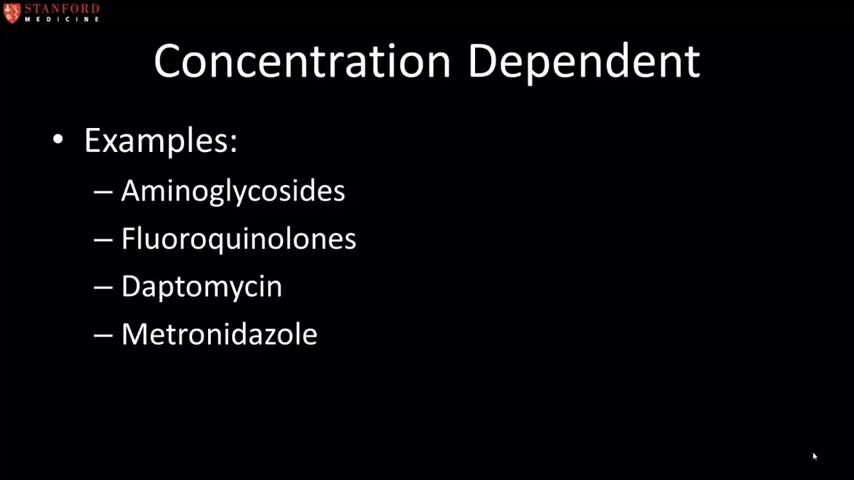 STANFORD
MEDICINE
Concentration Dependent
• Examples:
– Aminoglycosides
– Fluoroquinolones
– Daptomycin
– Metronidazole